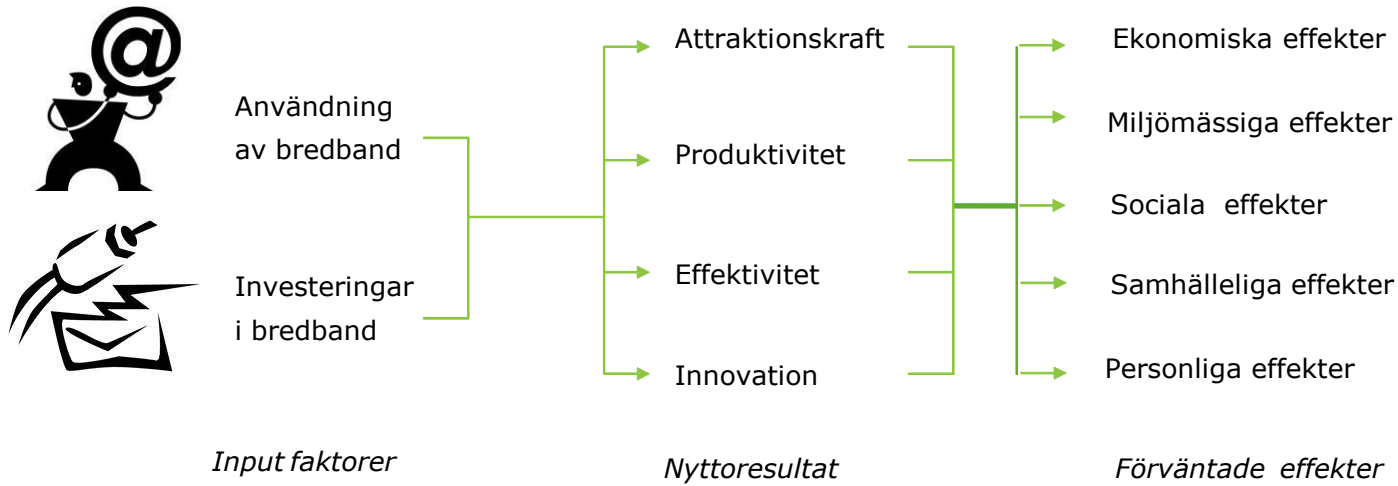 @
Användning
av bredband
Investeringar
i bredband
Input faktorer
Attraktionskraft
Produktivitet
Effektivitet
Innovation
Nyttoresultat
Ekonomiska effekter
Miljömässiga effekter
Sociala effekter
Samhälleliga effekter
Personliga effekter
Förväntade effekter